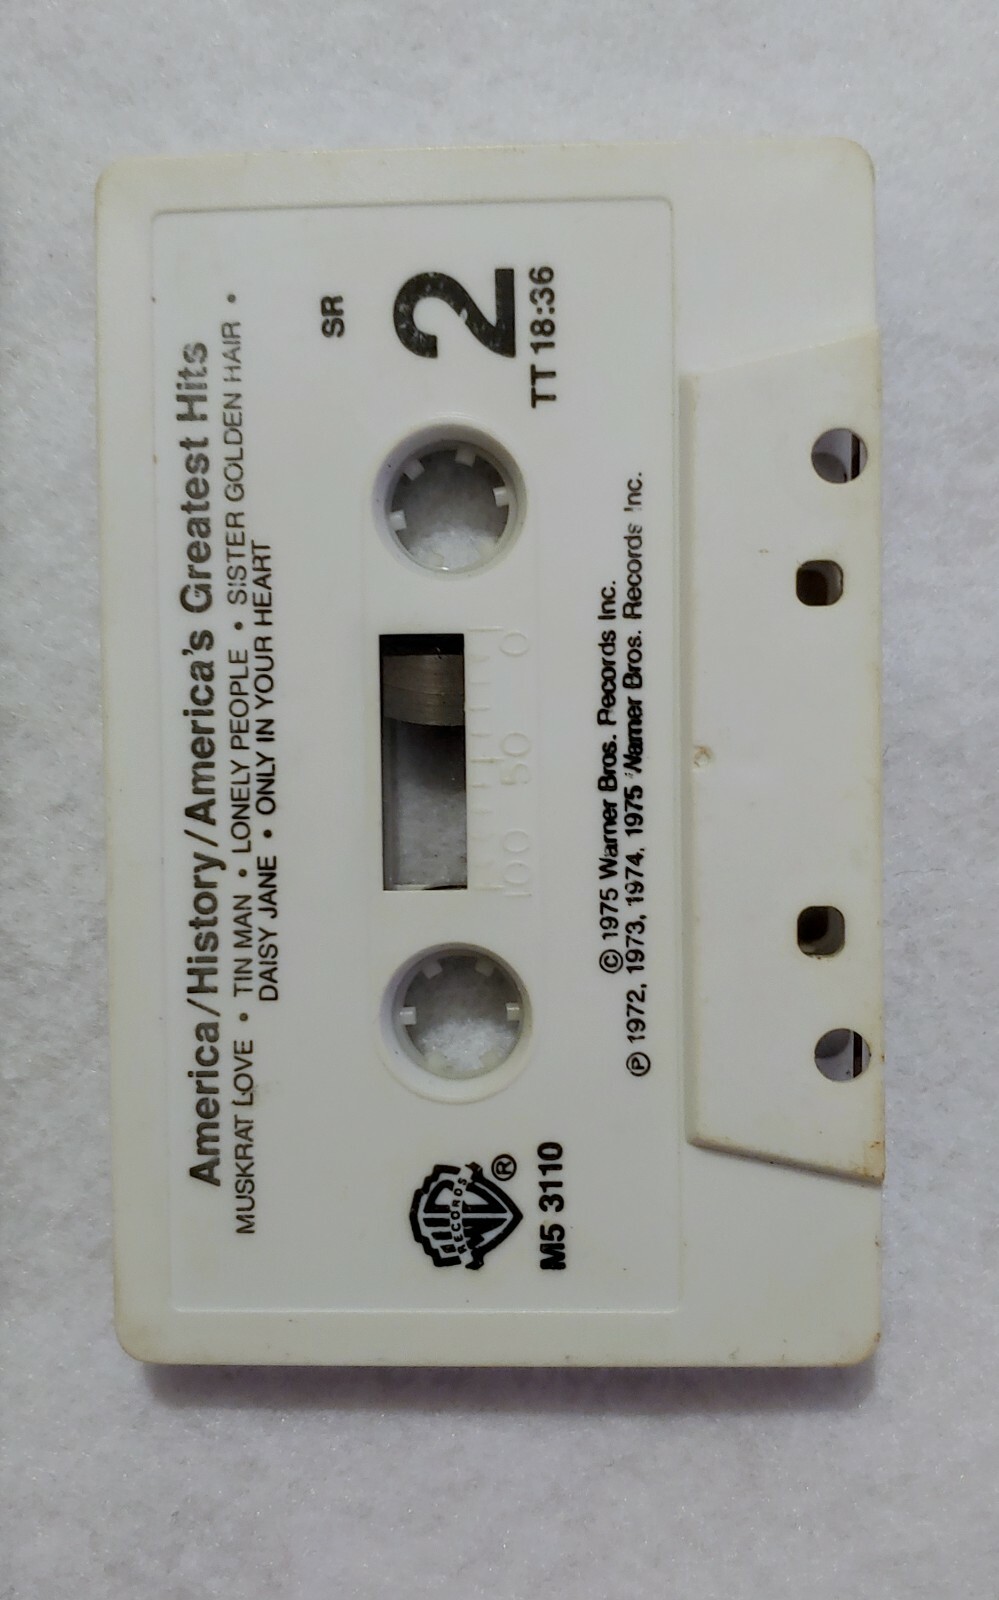 America/History/America's Greatest Hits
MUSKRAT LOVE • TIN MAN • LONELY PEOPLE • SISTER GOLDEN HAIR •
DAISY JANE • ONLY IN YOUR HEART
SR
2
TT 18:36
RECORDS
®
M5 3110
100 50 0
© 1975 Warner Bros. Records Inc.
℗ 1972, 1973, 1974, 1975 Warner Bros. Records Inc.